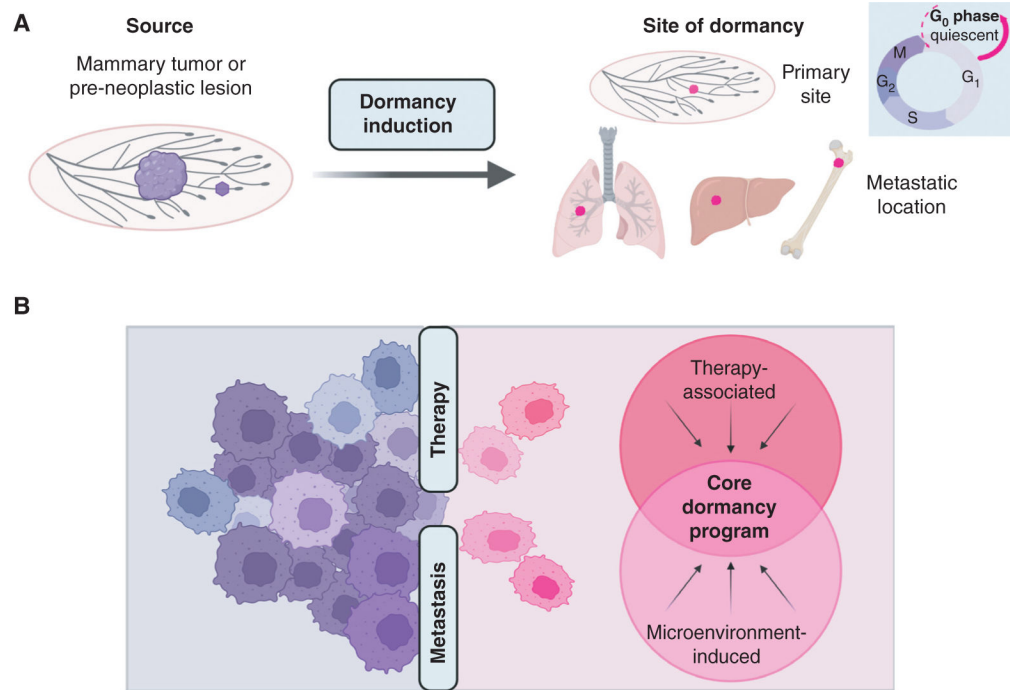 A
Source
Mammary tumor or
pre-neoplastic lesion
Dormancy
induction
Site of dormancy
Primary
site
Metastatic
location
G₀ phase
quiescent
M
G₂
S
G₁
B
Therapy
Metastasis
Therapy-
associated
Core
dormancy
program
Microenvironment-
induced